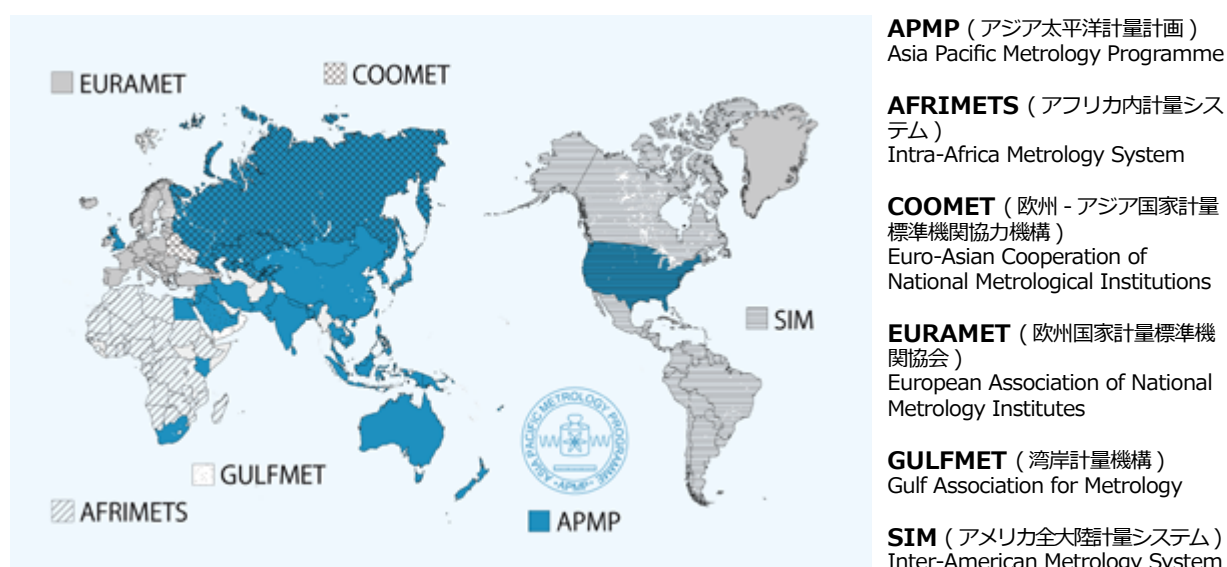 EURAMET
COOMET
SIM
GULFMET
AFRIMETS
APMP
ASIA PACIFIC METROLOGY PROGRAMME
-APMP-
APMP（アジア太平洋計量計画）
Asia Pacific Metrology Programme
AFRIMETS（アフリカ内計量シス
テム）
Intra-Africa Metrology System
COOMET（欧州 - アジア国家計量
標準機関協力機構）
Euro-Asian Cooperation of
National Metrological Institutions
EURAMET（欧州国家計量標準機
関協会）
European Association of National
Metrology Institutes
GULFMET（湾岸計量機構）
Gulf Association for Metrology
SIM（アメリカ全大陸計量システム）
Inter-American Metrology System